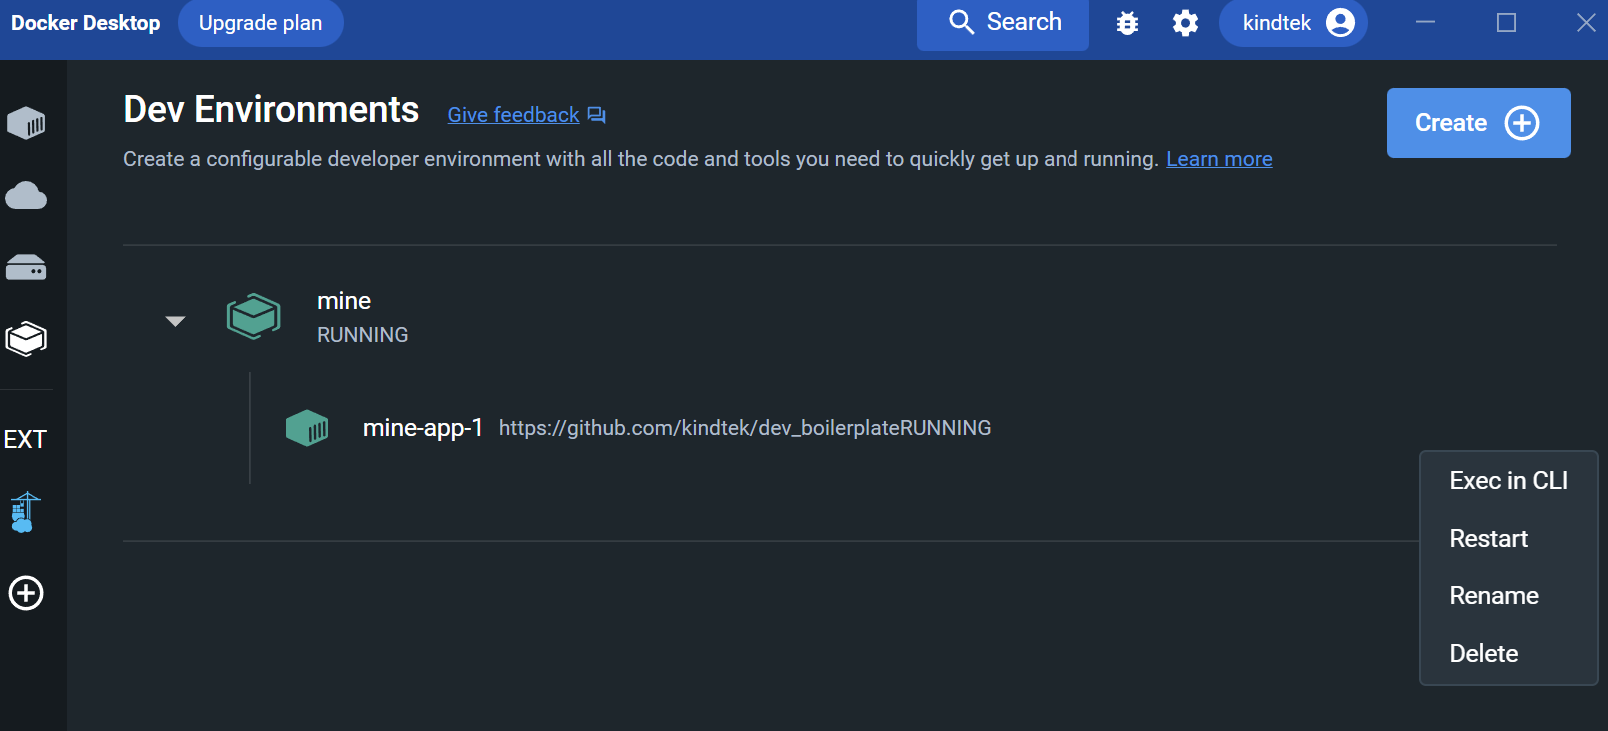 Docker Desktop Upgrade plan Search kindtek
Dev Environments Give feedback
Create
Create a configurable developer environment with all the code and tools you need to quickly get up and running. Learn more
mine
RUNNING
mine-app-1 https://github.com/kindtek/dev_boilerplateRUNNING
EXT
Exec in CLI
Restart
Rename
Delete